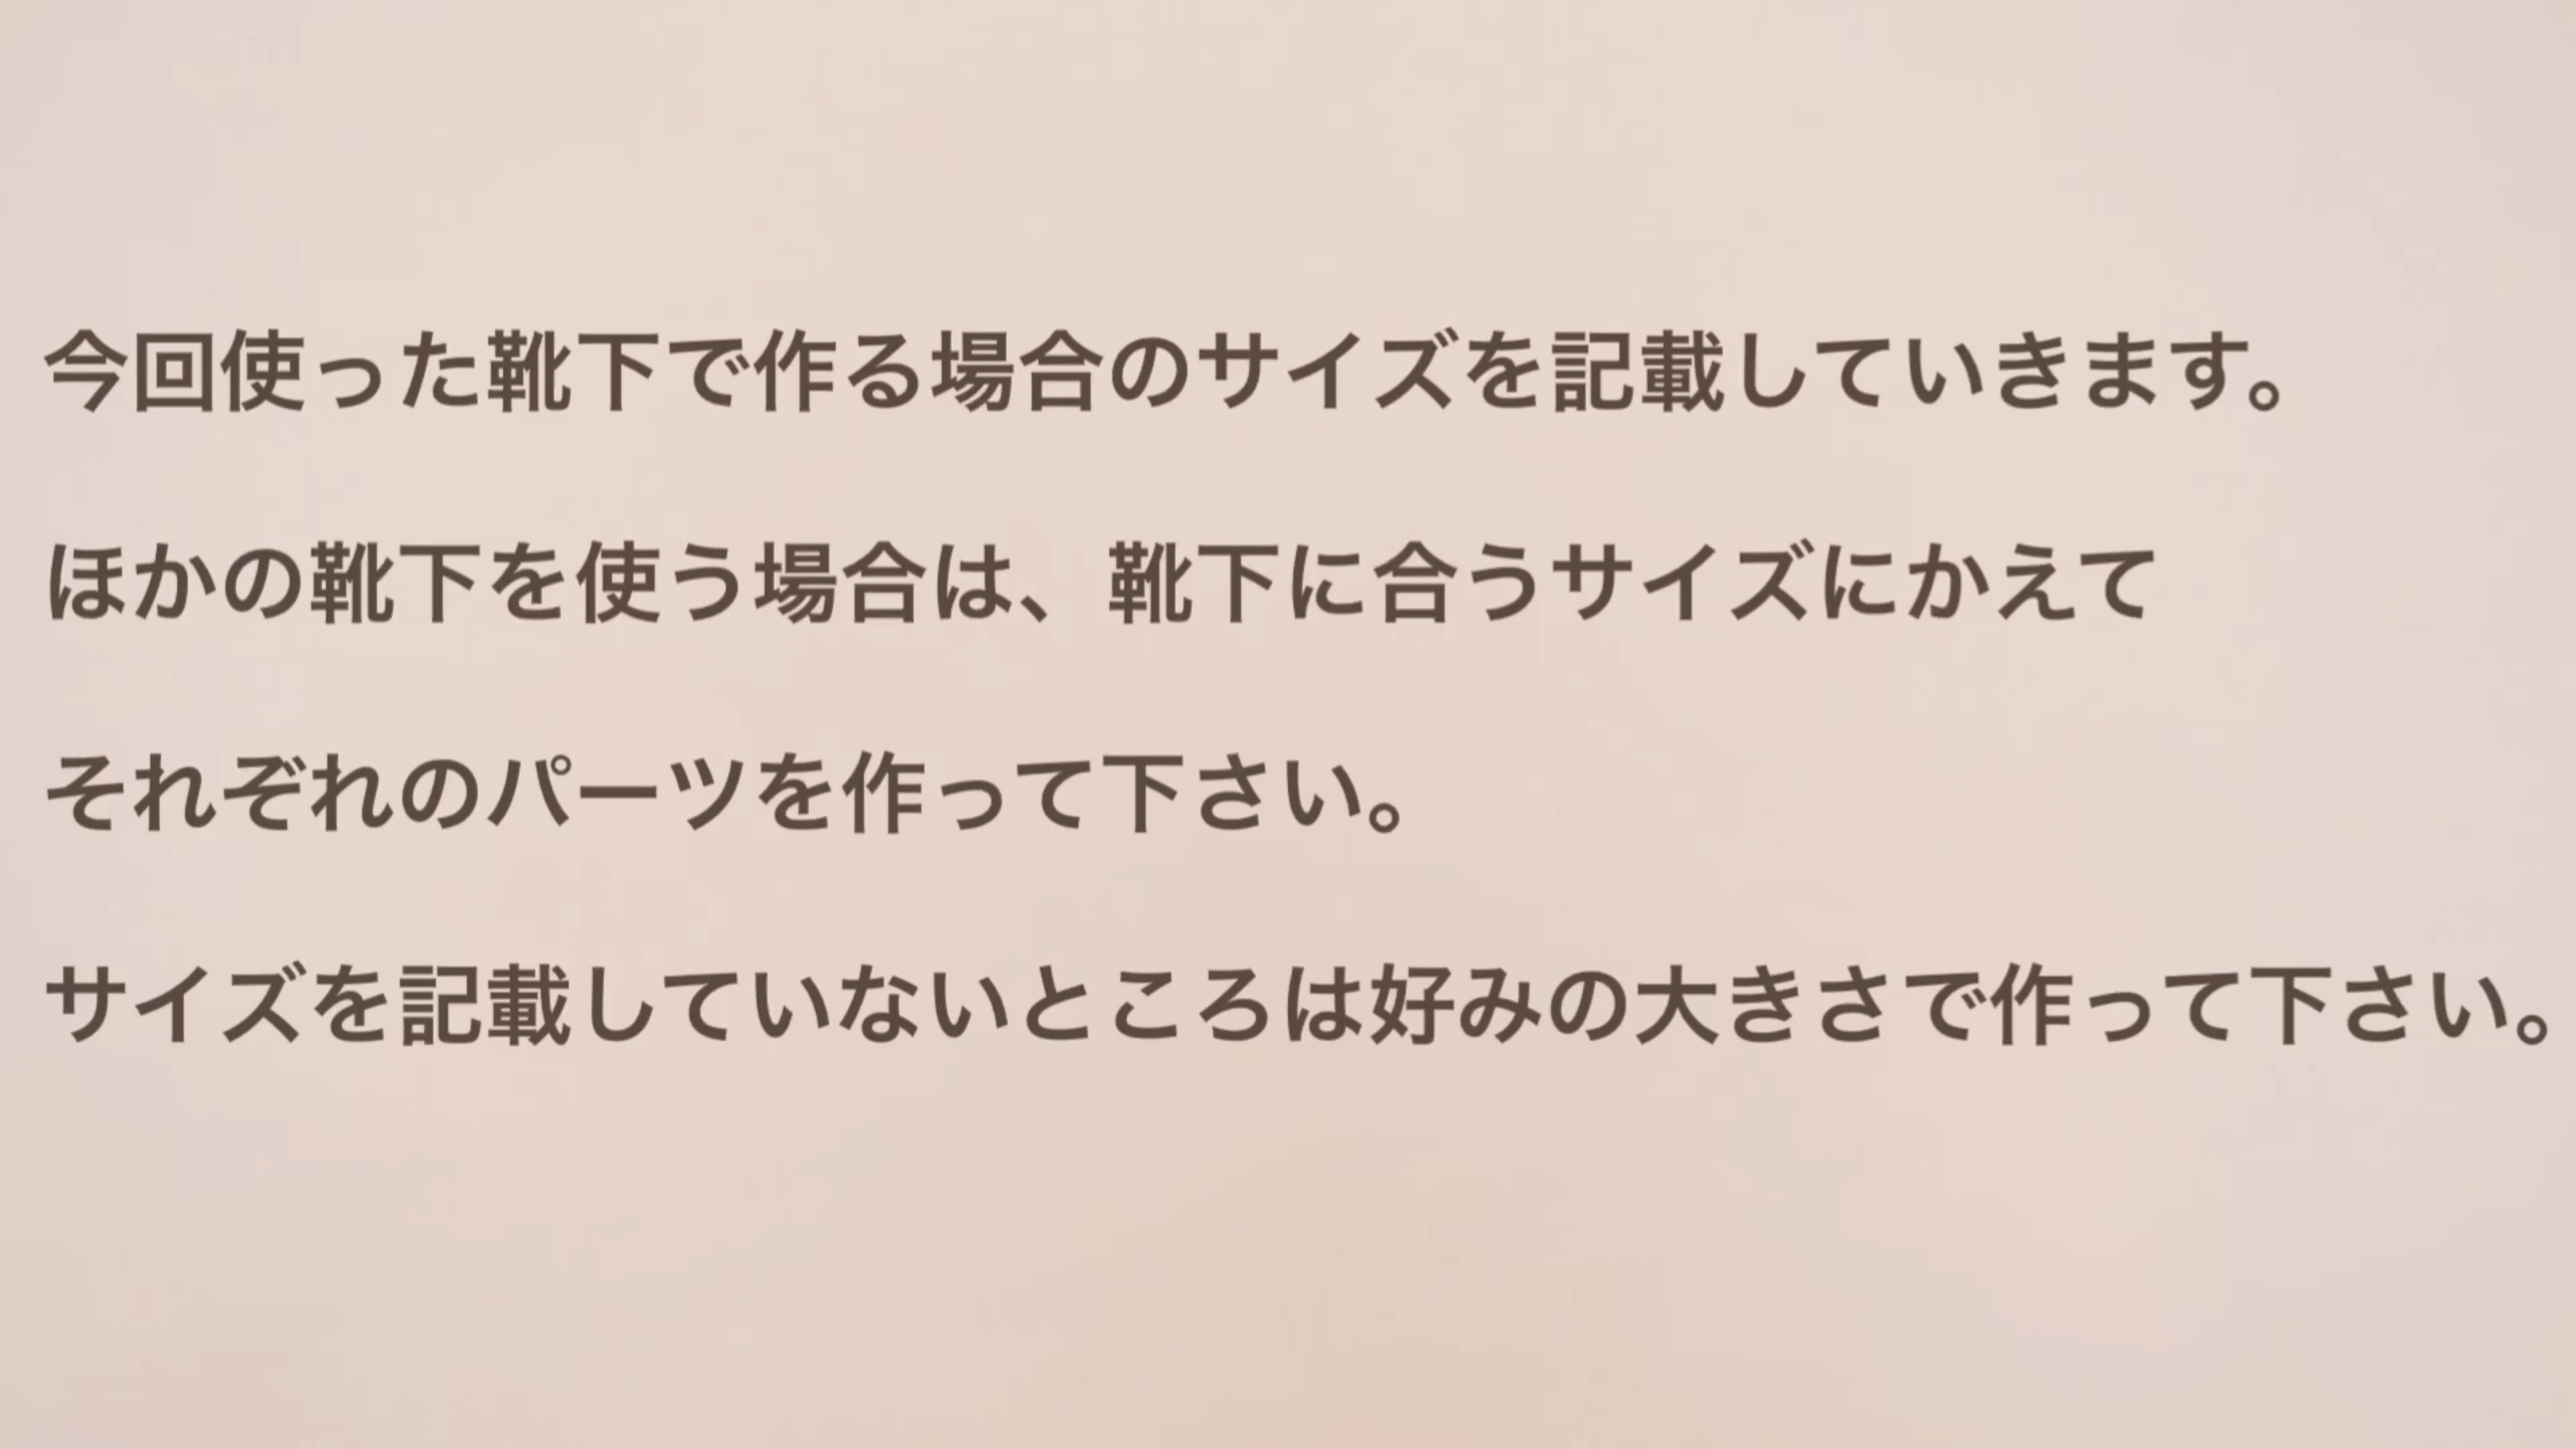 今回使った靴下で作る場合のサイズを記載していきます。
ほかの靴下を使う場合は、靴下に合うサイズにかえて
それぞれのパーツを作って下さい。
サイズを記載していないところは好みの大きさで作って下さい。